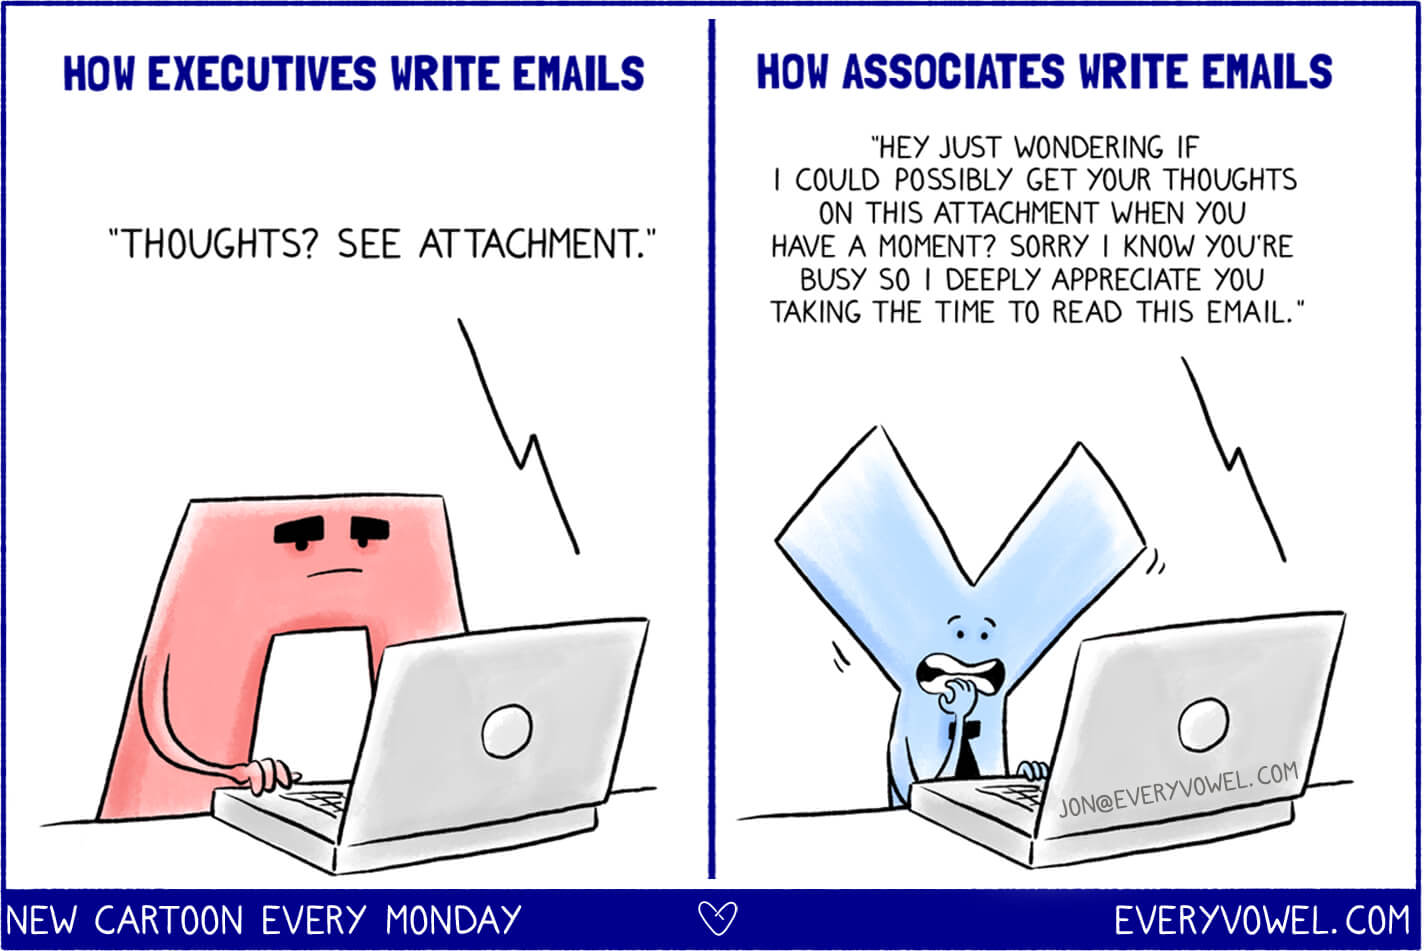 HOW EXECUTIVES WRITE EMAILS
"THOUGHTS? SEE ATTACHMENT."
HOW ASSOCIATES WRITE EMAILS
"HEY JUST WONDERING IF
I COULD POSSIBLY GET YOUR THOUGHTS
ON THIS ATTACHMENT WHEN YOU
HAVE A MOMENT? SORRY I KNOW YOU'RE
BUSY SO I DEEPLY APPRECIATE YOU
TAKING THE TIME TO READ THIS EMAIL."
JON@EVERYVOWEL.COM
NEW CARTOON EVERY MONDAY
EVERYVOWEL.COM